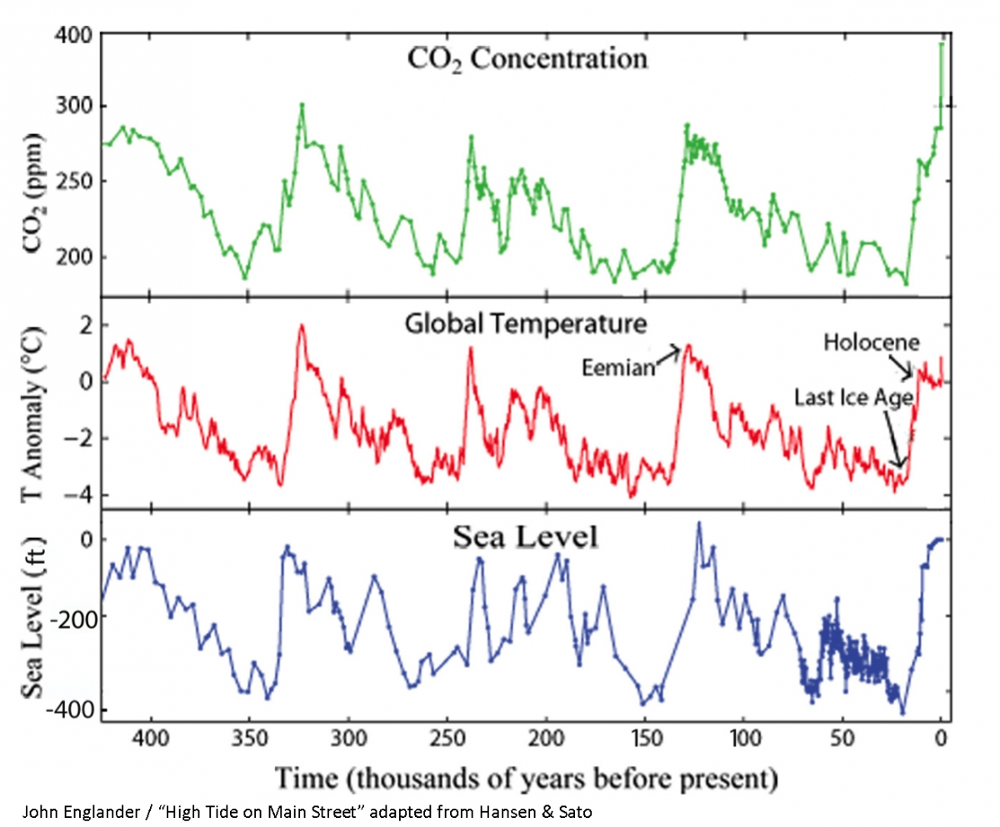 CO₂ Concentration
CO₂ (ppm)
400
300
250
200
Global Temperature
T Anomaly (°C)
2
0
−2
−4
Eemian
Holocene
Last Ice Age
Sea Level
Sea Level (ft)
0
-200
-400
400 350 300 250 200 150 100 50 0
Time (thousands of years before present)
John Englander / “High Tide on Main Street” adapted from Hansen & Sato